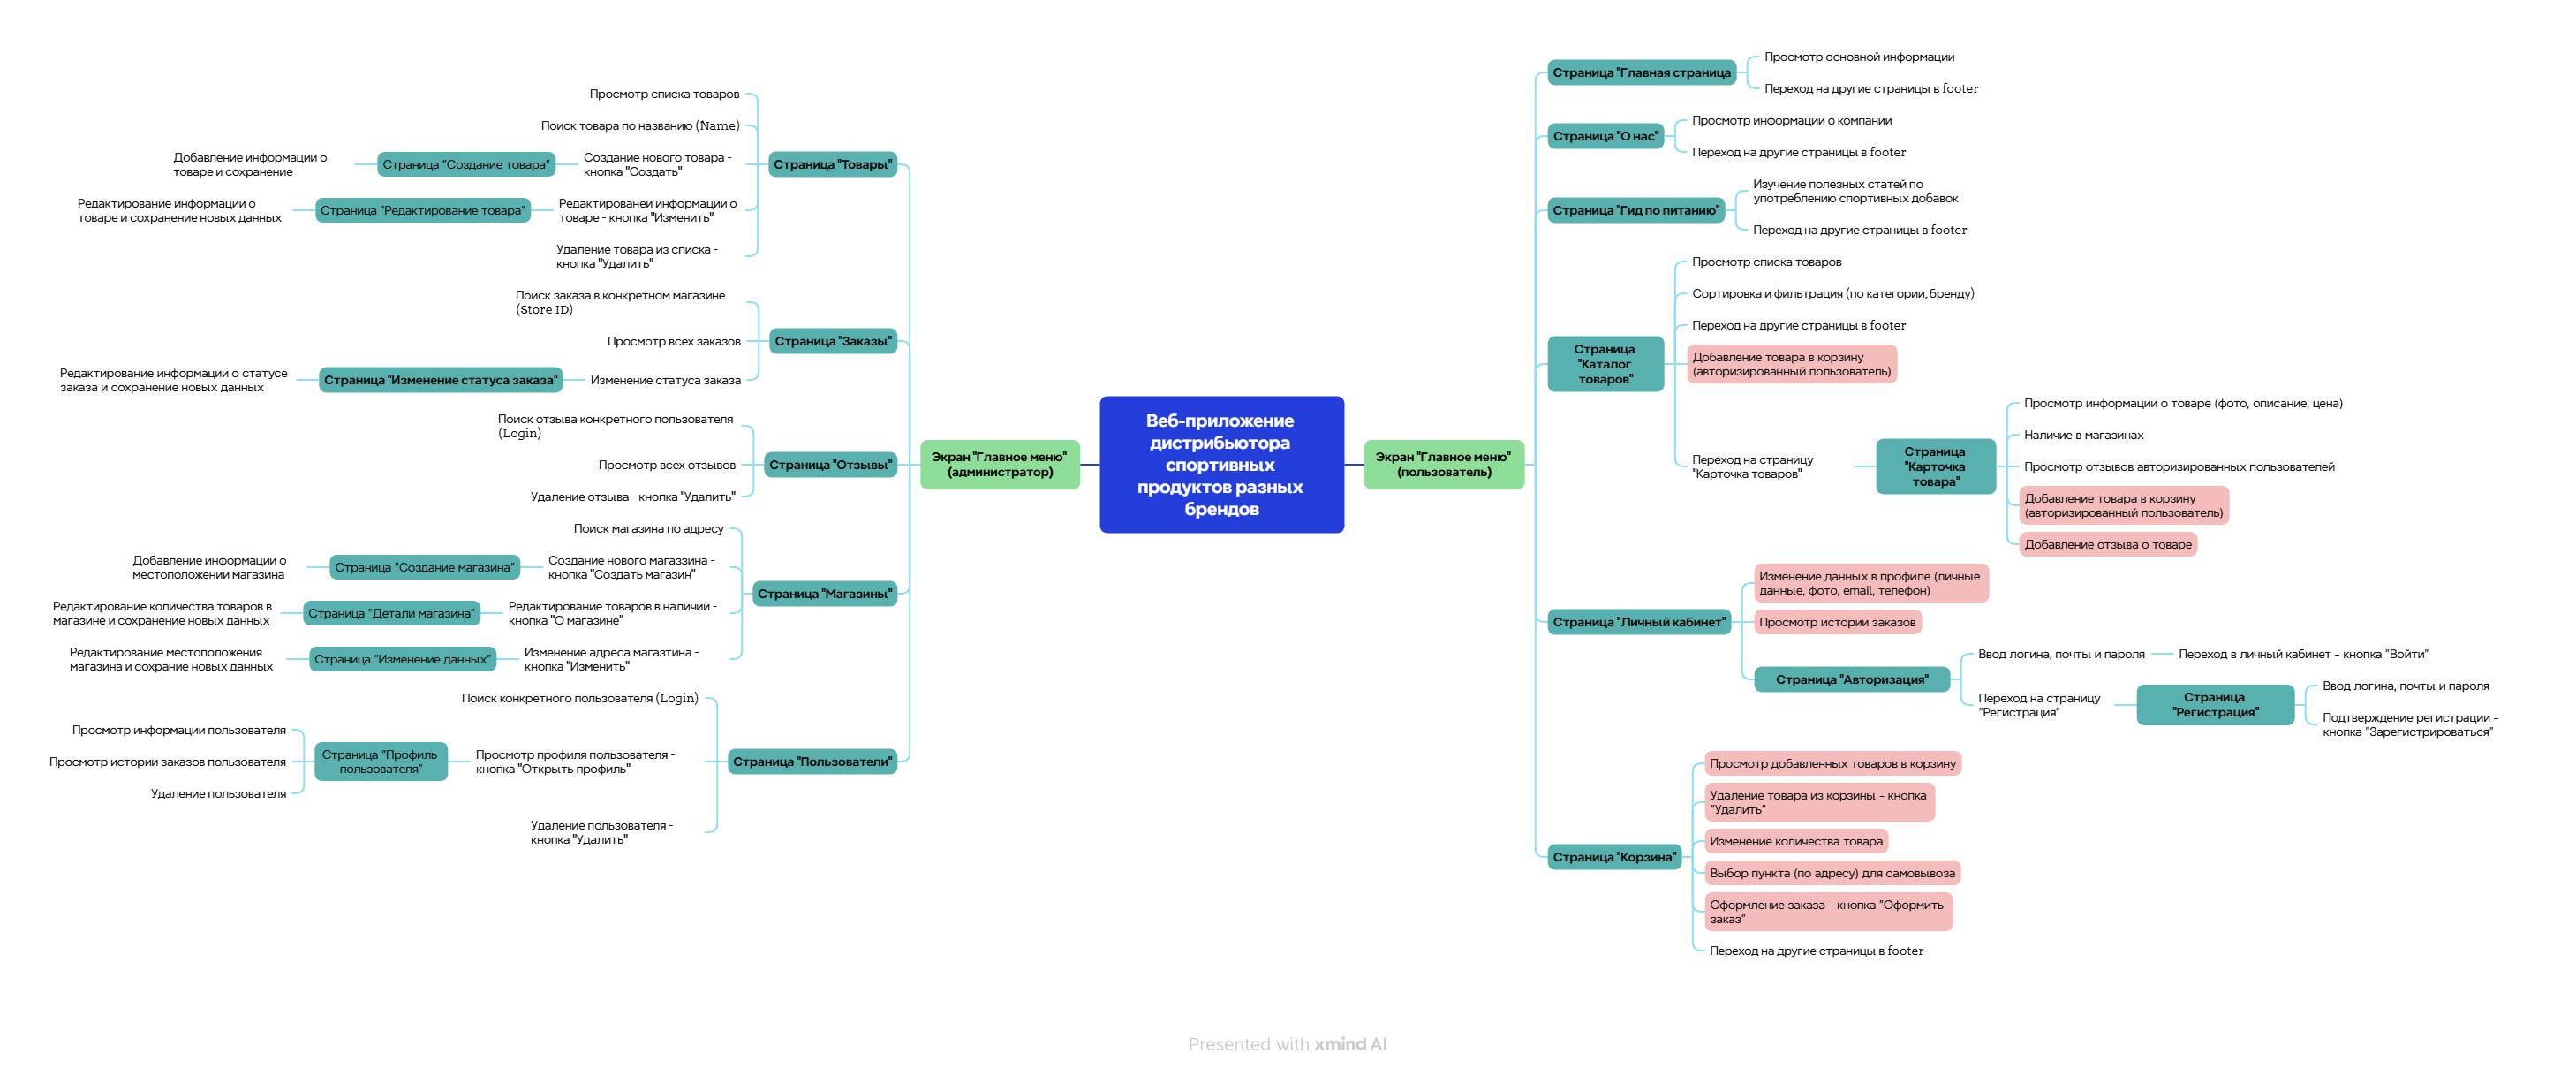 Веб-приложение
дистрибьютора
спортивных
продуктов разных
брендов
Экран "Главное меню"
(администратор)
Страница "Товары"
Просмотр списка товаров
Поиск товара по названию (Name)
Создание нового товара -
кнопка "Создать"
Страница "Создание товара"
Добавление информации о
товаре и сохранение
Редактированеи информации о
товаре - кнопка "Изменить"
Страница "Редактирование товара"
Редактирование информации о
товаре и сохранение новых данных
Удаление товара из списка -
кнопка "Удалить"
Страница "Заказы"
Поиск заказа в конкретном магазине
(Store ID)
Просмотр всех заказов
Изменение статуса заказа
Страница "Изменение статуса заказа"
Редактирование информации о статусе
заказа и сохранение новых данных
Страница "Отзывы"
Поиск отзыва конкретного пользователя
(Login)
Просмотр всех отзывов
Удаление отзыва - кнопка "Удалить"
Страница "Магазины"
Поиск магазина по адресу
Создание нового магаззина -
кнопка "Создать магазин"
Страница "Создание магазина"
Добавление информации о
местоположении магазина
Редактирование товаров в наличии -
кнопка "О магазине"
Страница "Детали магазина"
Редактирование количества товаров в
магазине и сохранение новых данных
Изменение адреса магазтина -
кнопка "Изменить"
Страница "Изменение данных"
Редактирование местоположения
магазина и сохрание новых данных
Страница "Пользователи"
Поиск конкретного пользователя (Login)
Просмотр профиля пользователя -
кнопка "Открыть профиль"
Страница "Профиль
пользователя"
Просмотр информации пользователя
Просмотр истории заказов пользователя
Удаление пользователя
Удаление пользователя -
кнопка "Удалить"
Экран "Главное меню"
(пользователь)
Страница "Главная страница
Просмотр основной информации
Переход на другие страницы в footer
Страница "О нас"
Просмотр информации о компании
Переход на другие страницы в footer
Страница "Гид по питанию"
Изучение полезных статей по
употреблению спортивных добавок
Переход на другие страницы в footer
Страница
"Каталог
товаров"
Просмотр списка товаров
Сортировка и фильтрация (по категории, бренду)
Переход на другие страницы в footer
Добавление товара в корзину
(авторизированный пользователь)
Переход на страницу
"Карточка товаров"
Страница
"Карточка
товара"
Просмотр информации о товаре (фото, описание, цена)
Наличие в магазинах
Просмотр отзывов авторизированных пользователей
Добавление товара в корзину
(авторизированный пользователь)
Добавление отзыва о товаре
Страница "Личный кабинет"
Изменение данных в профиле (личные
данные, фото, email, телефон)
Просмотр истории заказов
Страница "Авторизация"
Ввод логина, почты и пароля
Переход в личный кабинет - кнопка "Войти"
Переход на страницу
"Регистрация"
Страница
"Регистрация"
Ввод логина, почты и пароля
Подтверждение регистрации -
кнопка "Зарегистрироваться"
Страница "Корзина"
Просмотр добавленных товаров в корзину
Удаление товара из корзины - кнопка
"Удалить"
Изменение количества товара
Выбор пункта (по адресу) для самовывоза
Оформление заказа - кнопка "Оформить
заказ"
Переход на другие страницы в footer
Presented with xmind AI